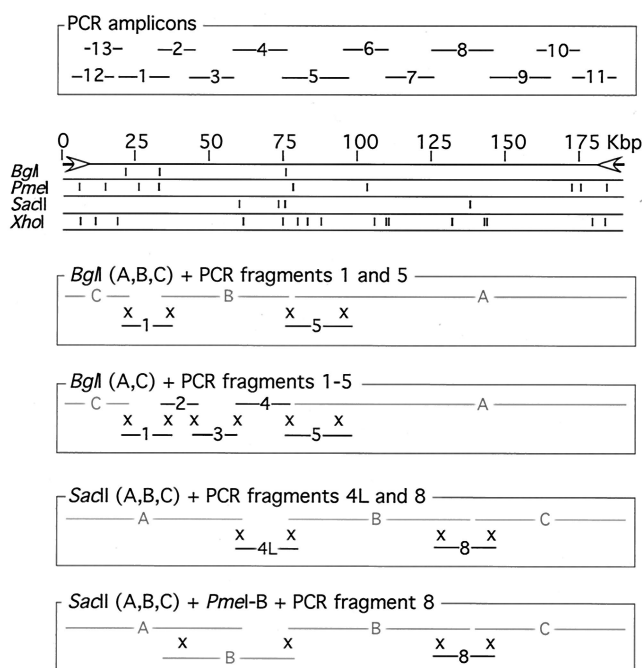 PCR amplicons
-13- -2- -4- -6- -8- -10-
-12- -1- -3- -5- -7- -9- -11-
0 25 50 75 100 125 150 175 Kbp
BglI
PmeI
SacII
XhoI
BglI (A,B,C) + PCR fragments 1 and 5
C B A
x x x x
1 5
BglI (A,C) + PCR fragments 1-5
C 2 4 A
x x x x x x
1 3 5
SacII (A,B,C) + PCR fragments 4L and 8
A B C
x x x x
4L 8
SacII (A,B,C) + PmeI-B + PCR fragment 8
A B C
x x x x
B 8